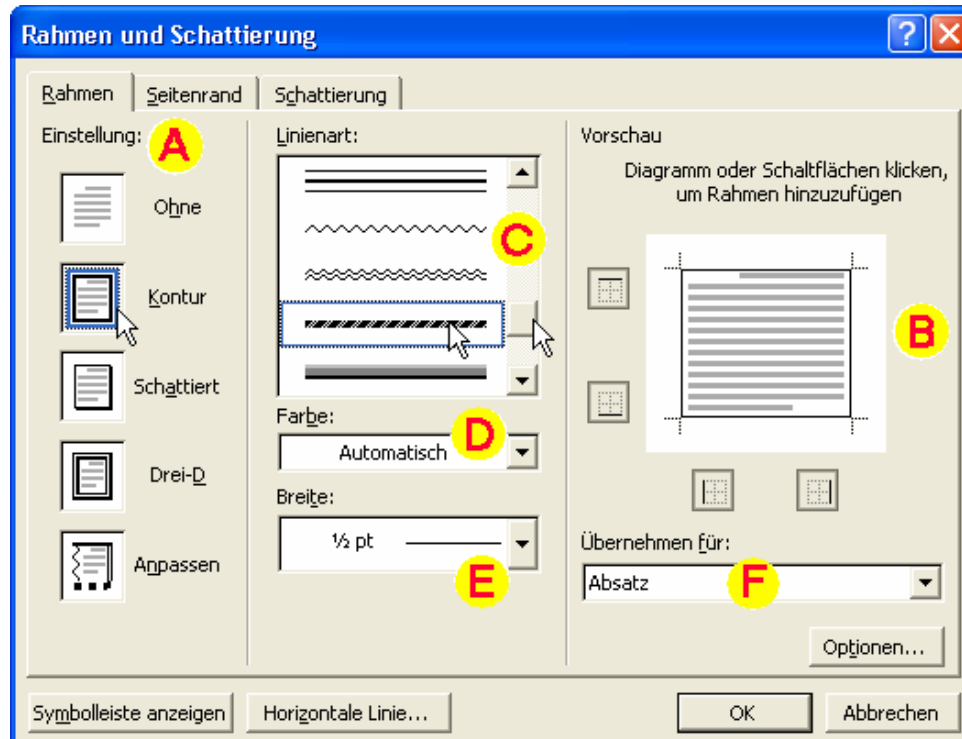 Rahmen und Schattierung
Rahmen
Seitenrand
Schattierung
Einstellung:
A
Ohne
Kontur
Schattiert
Drei-D
Anpassen
Linienart:
C
Farbe:
D
Automatisch
Breite:
½ pt
E
Vorschau
Diagramm oder Schaltflächen klicken,
um Rahmen hinzuzufügen
B
Übernehmen für:
Absatz
F
Optionen...
Symbolleiste anzeigen
Horizontale Linie...
OK
Abbrechen